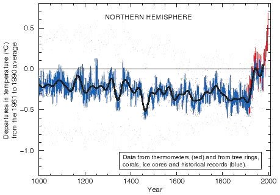 NORTHERN HEMISPHERE
Departures in temperature (°C)
from the 1961 to 1990 average
0.5
0.0
−0.5
−1.0
Data from thermometers (red) and from tree rings,
corals, ice cores and historical records (blue).
1000
1200
1400
1600
1800
2000
Year